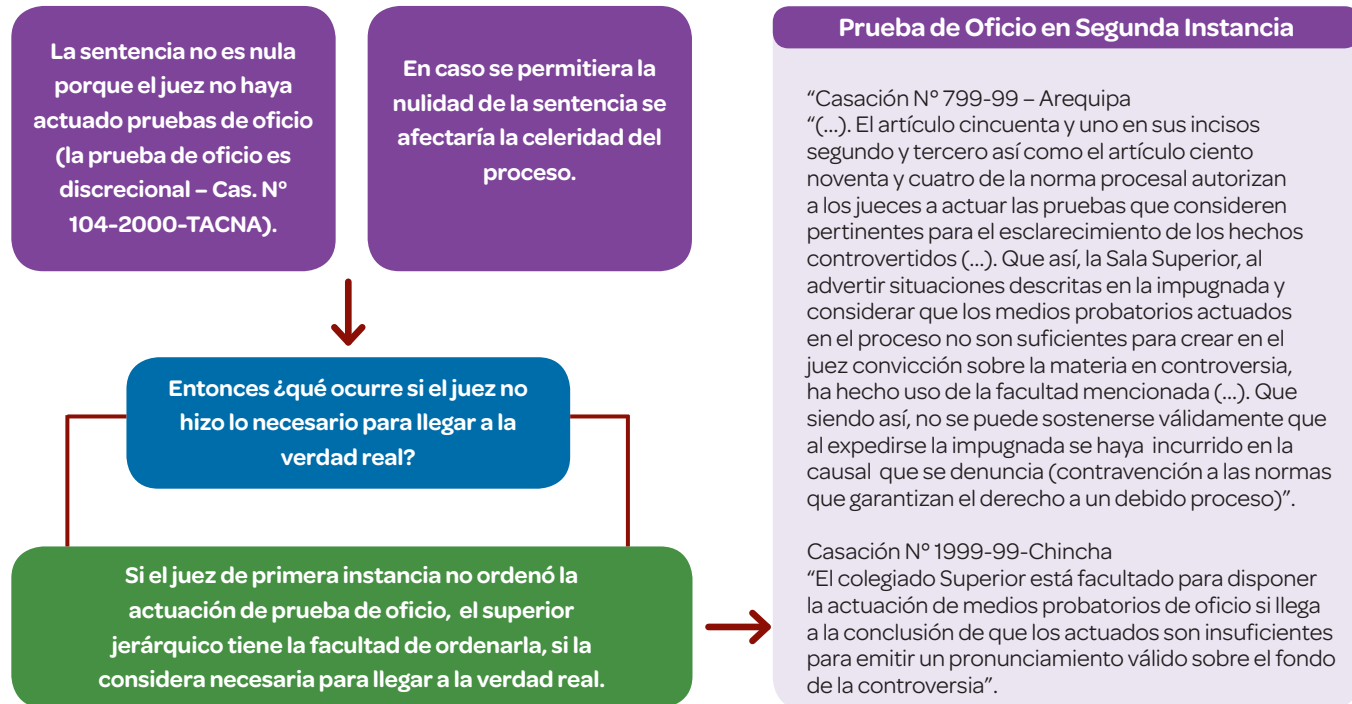 La sentencia no es nula
porque el juez no haya
actuado pruebas de oficio
(la prueba de oficio es
discrecional – Cas. N°
104-2000-TACNA).
En caso se permitiera la
nulidad de la sentencia se
afectaría la celeridad del
proceso.
Entonces ¿qué ocurre si el juez no
hizo lo necesario para llegar a la
verdad real?
Si el juez de primera instancia no ordenó la
actuación de prueba de oficio, el superior
jerárquico tiene la facultad de ordenarla, si la
considera necesaria para llegar a la verdad real.
Prueba de Oficio en Segunda Instancia
“Casación N° 799-99 – Arequipa
“(...). El artículo cincuenta y uno en sus incisos
segundo y tercero así como el artículo ciento
noventa y cuatro de la norma procesal autorizan
a los jueces a actuar las pruebas que consideren
pertinentes para el esclarecimiento de los hechos
controvertidos (...). Que así, la Sala Superior, al
advertir situaciones descritas en la impugnada y
considerar que los medios probatorios actuados
en el proceso no son suficientes para crear en el
juez convicción sobre la materia en controversia,
ha hecho uso de la facultad mencionada (...). Que
siendo así, no se puede sostenerse válidamente que
al expedirse la impugnada se haya incurrido en la
causal que se denuncia (contravención a las normas
que garantizan el derecho a un debido proceso)”.
Casación N° 1999-99-Chincha
“El colegiado Superior está facultado para disponer
la actuación de medios probatorios de oficio si llega
a la conclusión de que los actuados son insuficientes
para emitir un pronunciamiento válido sobre el fondo
de la controversia”.